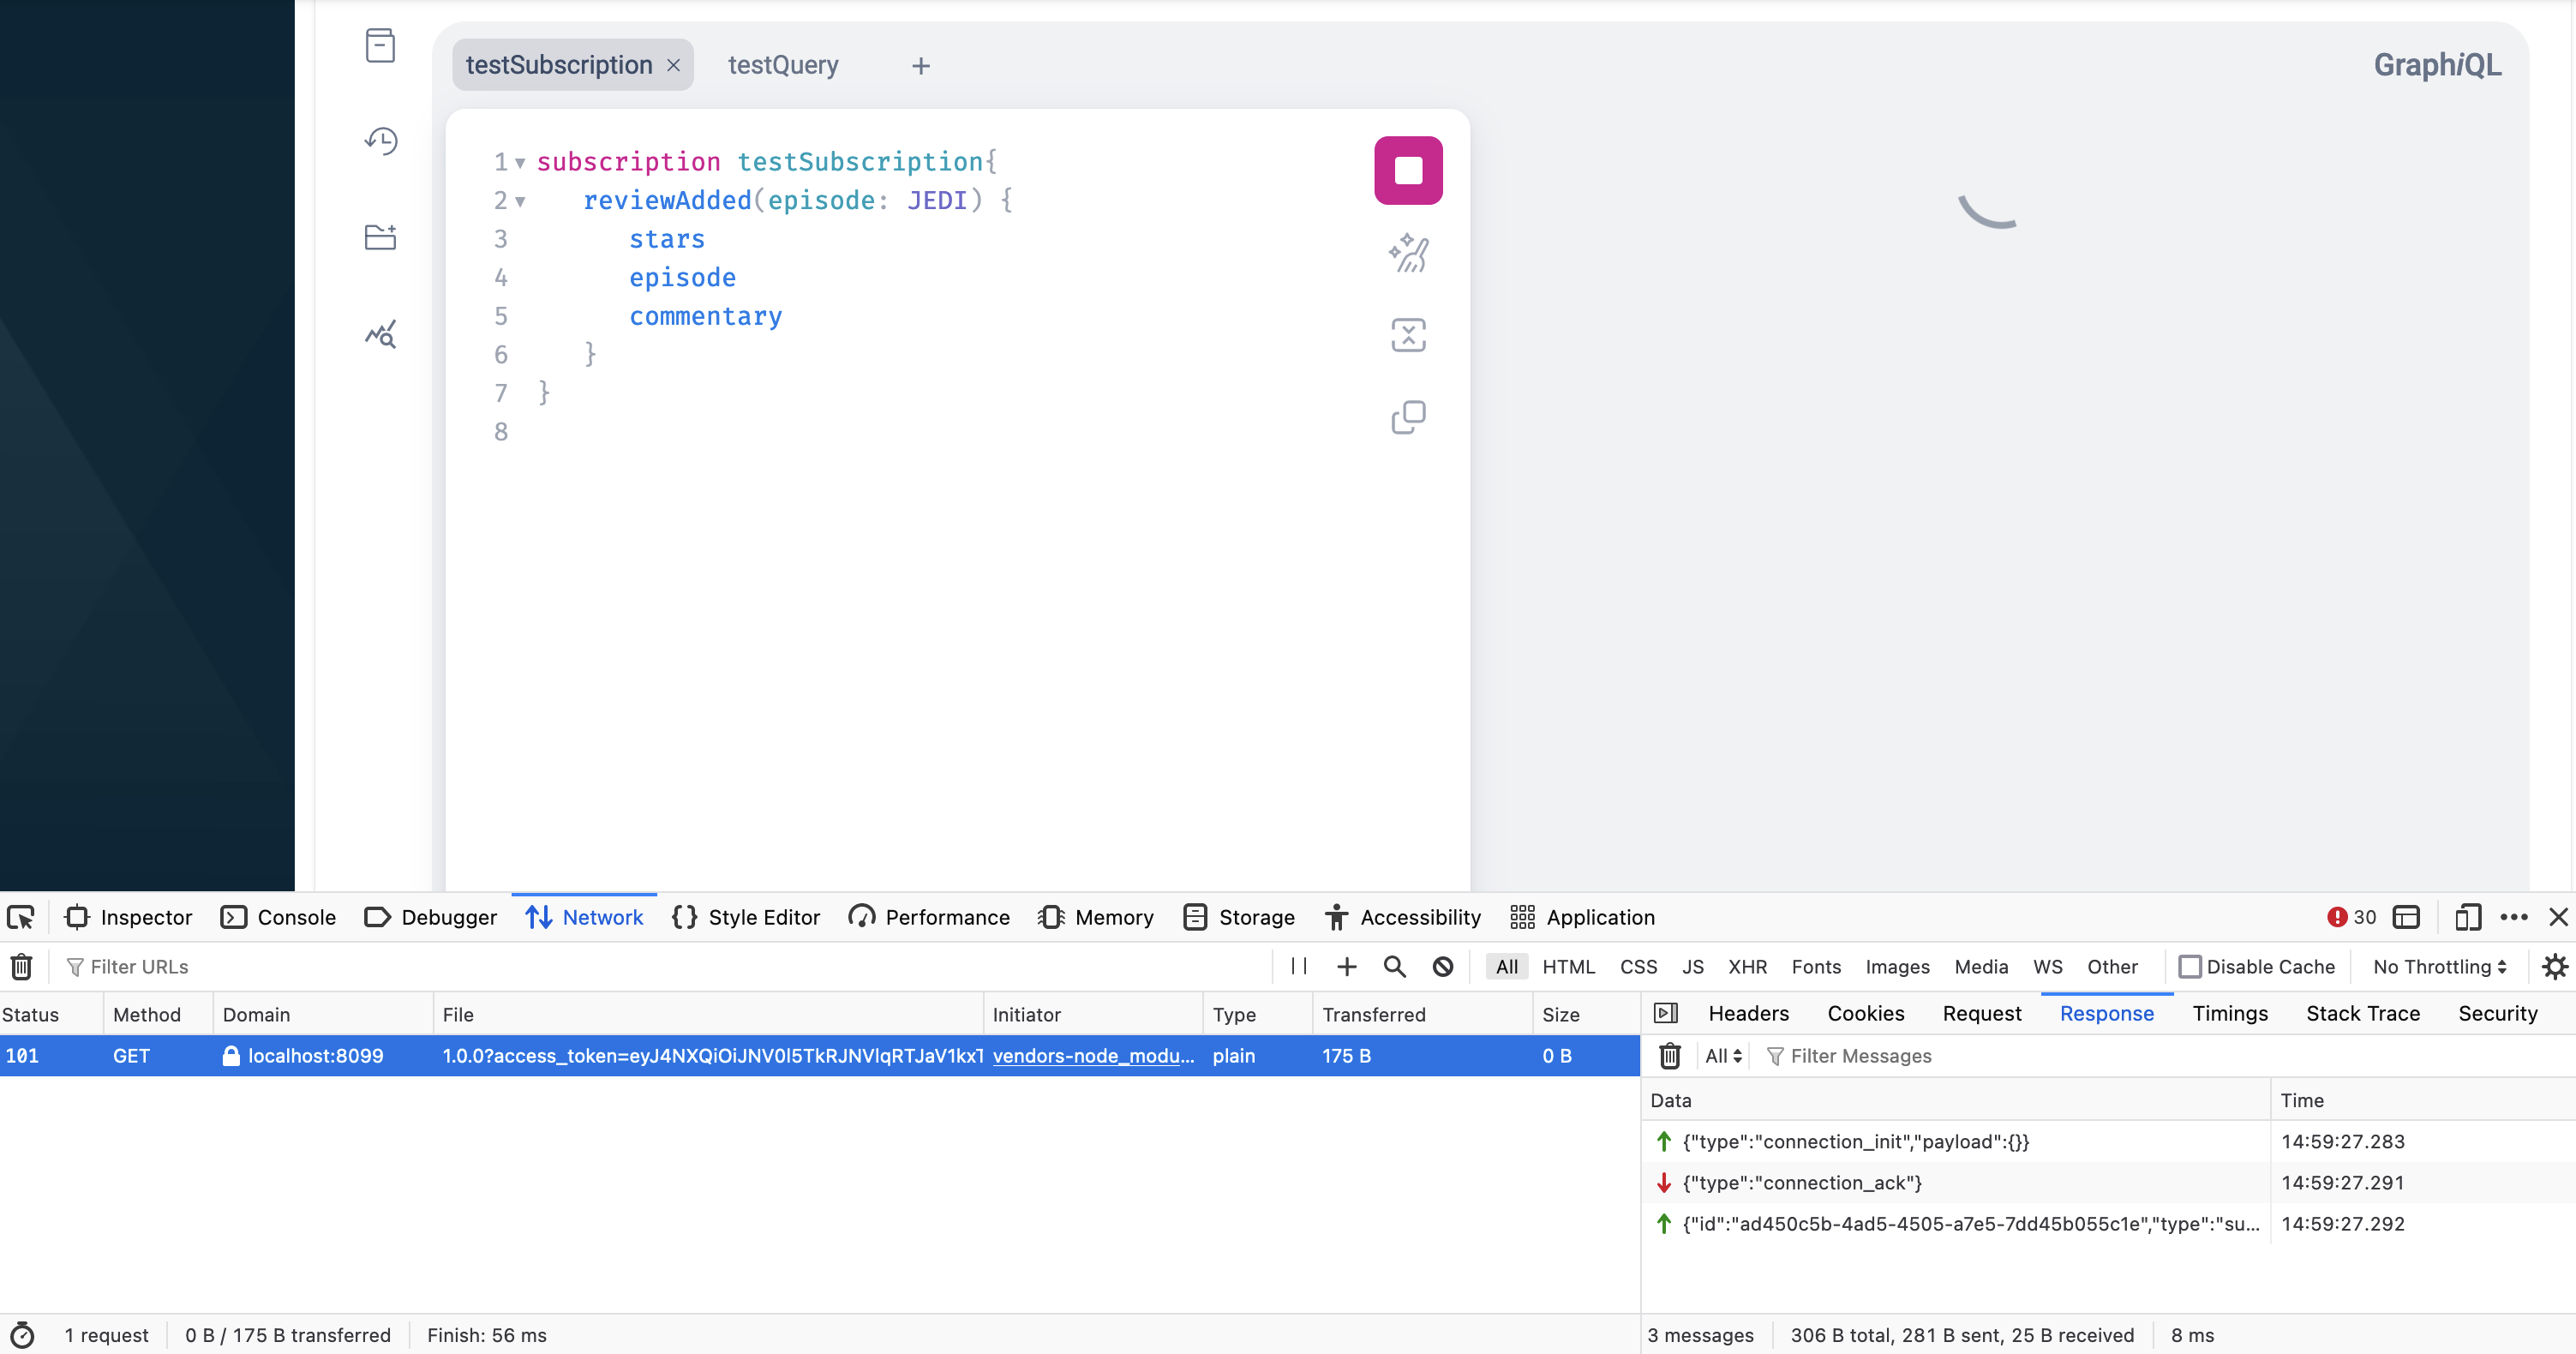 testSubscription × testQuery +
GraphiQL
1 subscription testSubscription{
2 reviewAdded(episode: JEDI) {
3 stars
4 episode
5 commentary
6 }
7 }
8
Inspector Console Debugger Network Style Editor Performance Memory Storage Accessibility Application 30
Filter URLs All HTML CSS JS XHR Fonts Images Media WS Other Disable Cache No Throttling
Status Method Domain File Initiator Type Transferred Size
101 GET localhost:8099 1.0.0?access_token=eyJ4NXQiOiJNV0l5TkRJNVlqRTJaV1kxT vendors-node_modu... plain 175 B 0 B
Headers Cookies Request Response Timings Stack Trace Security
All Filter Messages
Data Time
{"type":"connection_init","payload":{}} 14:59:27.283
{"type":"connection_ack"} 14:59:27.291
{"id":"ad450c5b-4ad5-4505-a7e5-7dd45b055c1e","type":"su... 14:59:27.292
1 request 0 B / 175 B transferred Finish: 56 ms
3 messages 306 B total, 281 B sent, 25 B received 8 ms